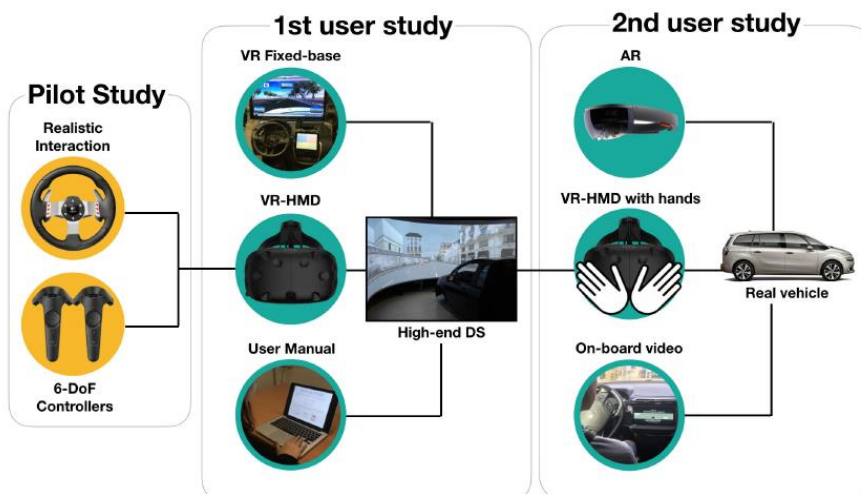 Pilot Study
Realistic
Interaction
6-DoF
Controllers
1st user study
VR Fixed-base
VR-HMD
User Manual
High-end DS
2nd user study
AR
VR-HMD with hands
On-board video
Real vehicle